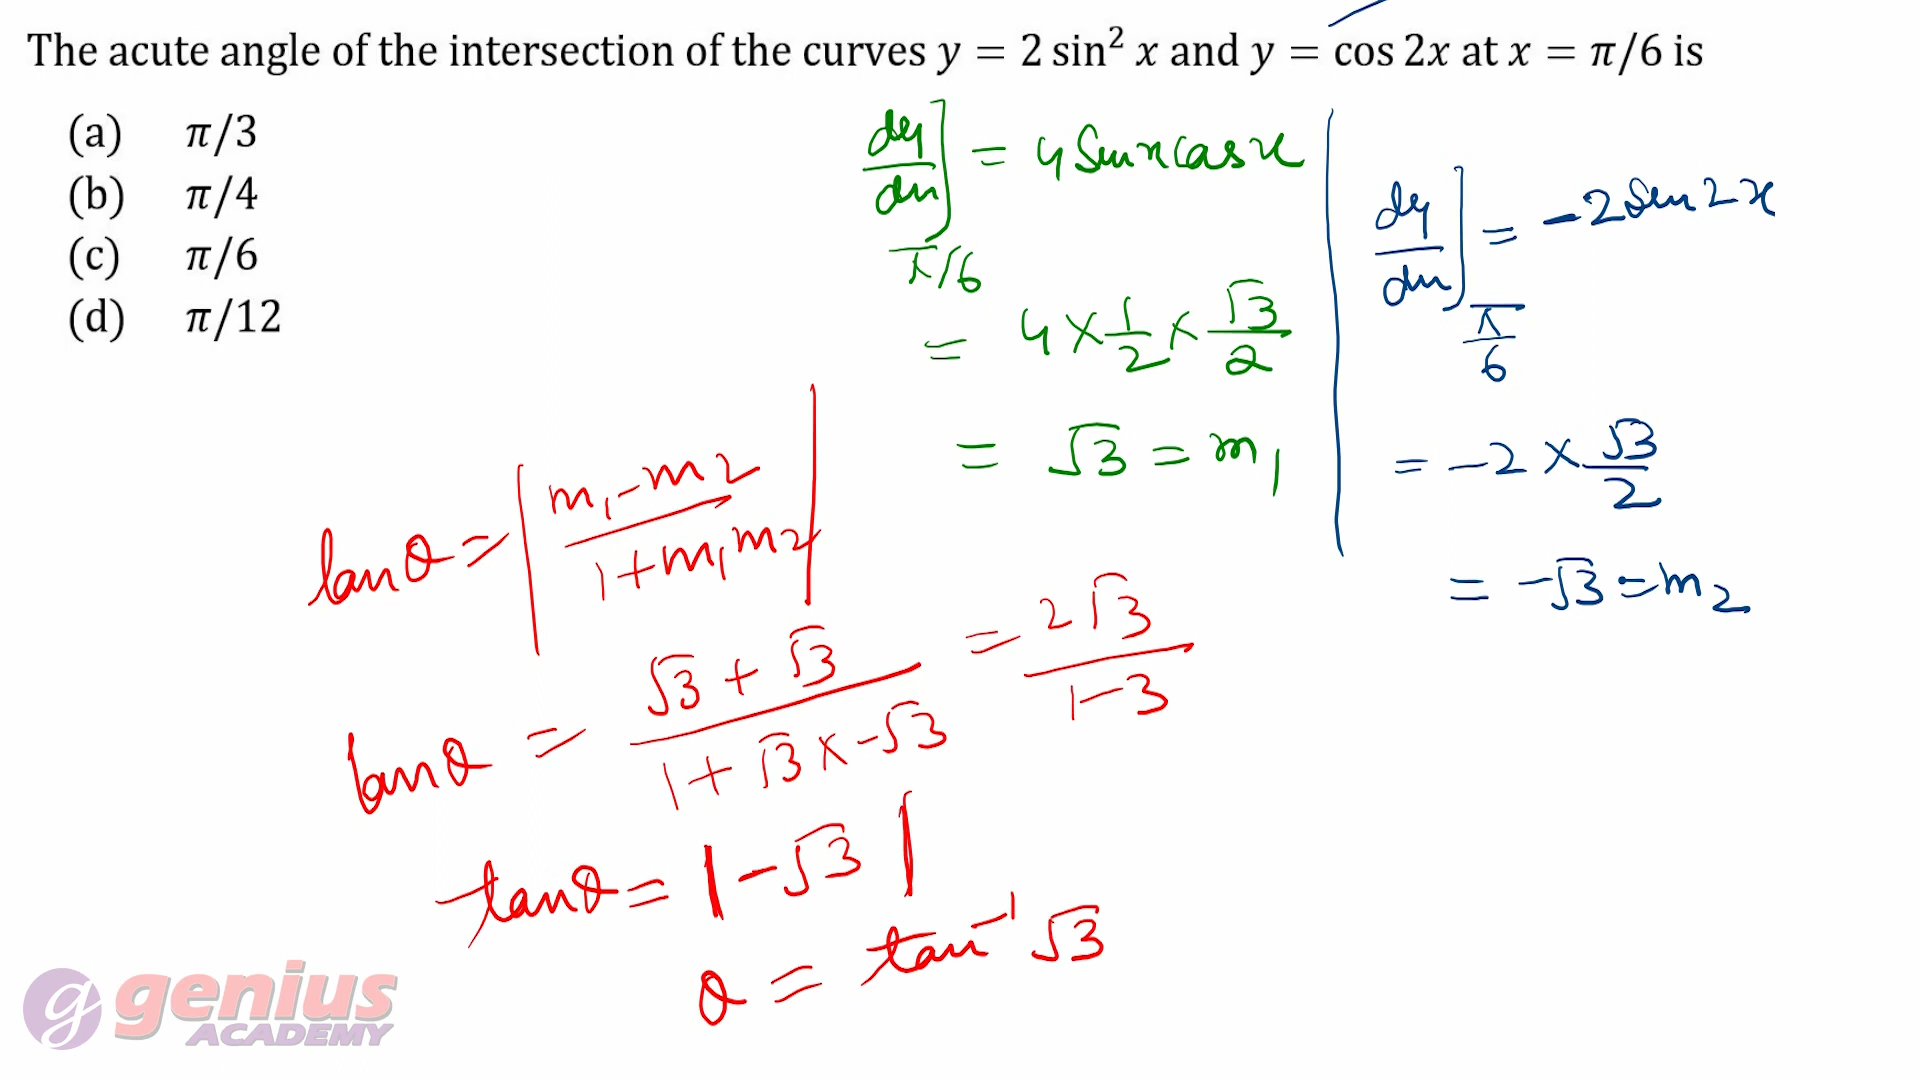 The acute angle of the intersection of the curves y = 2 sin² x and y = cos 2x at x = π/6 is
(a) π/3
(b) π/4
(c) π/6
(d) π/12
dy/dx]π/6 = 4 Sinx cosx
= 4 × 1/2 × √3/2
= √3 = m₁
dy/dx]π/6 = -2 Sin 2x
= -2 × √3/2
= -√3 = m₂
tanθ = |m₁-m₂/1+m₁m₂|
tanθ = √3+√3/1+√3×-√3 = 2√3/1-3
tanθ = |-√3|
θ = tan⁻¹ √3
g genius
ACADEMY